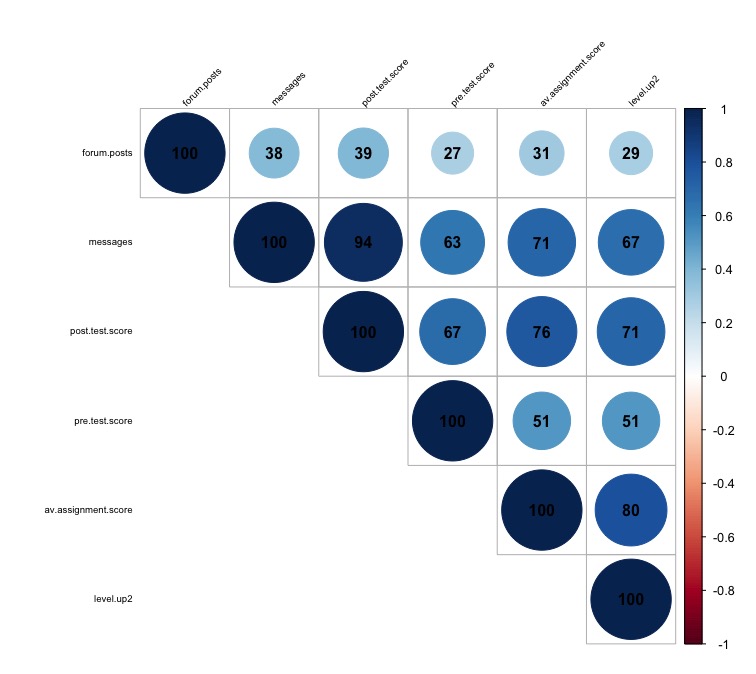 forum.posts messages post.test.score pre.test.score av.assignment.score level.up2
forum.posts 100 38 39 27 31 29
messages 100 94 63 71 67
post.test.score 100 67 76 71
pre.test.score 100 51 51
av.assignment.score 100 80
level.up2 100
1
0.8
0.6
0.4
0.2
0
-0.2
-0.4
-0.6
-0.8
-1